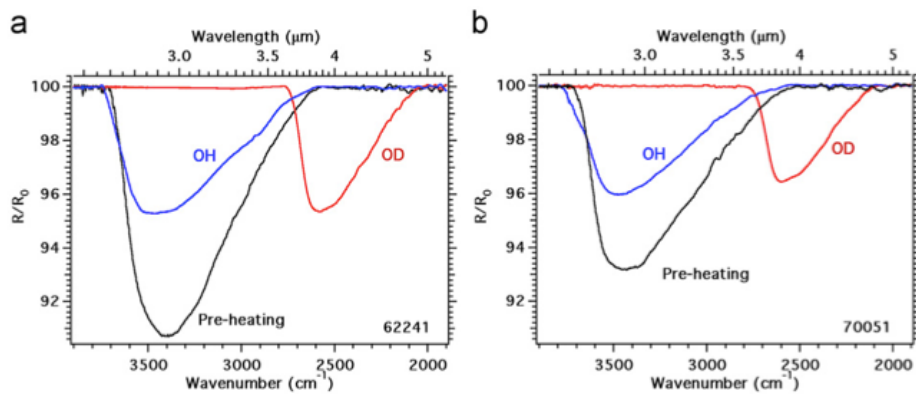 a
Wavelength (μm)
3.0
3.5
4
5
100
98
96
94
92
R/R₀
OH
OD
Pre-heating
62241
3500
3000
2500
2000
Wavenumber (cm⁻¹)
b
Wavelength (μm)
3.0
3.5
4
5
100
98
96
94
92
R/R₀
OH
OD
Pre-heating
70051
3500
3000
2500
2000
Wavenumber (cm⁻¹)